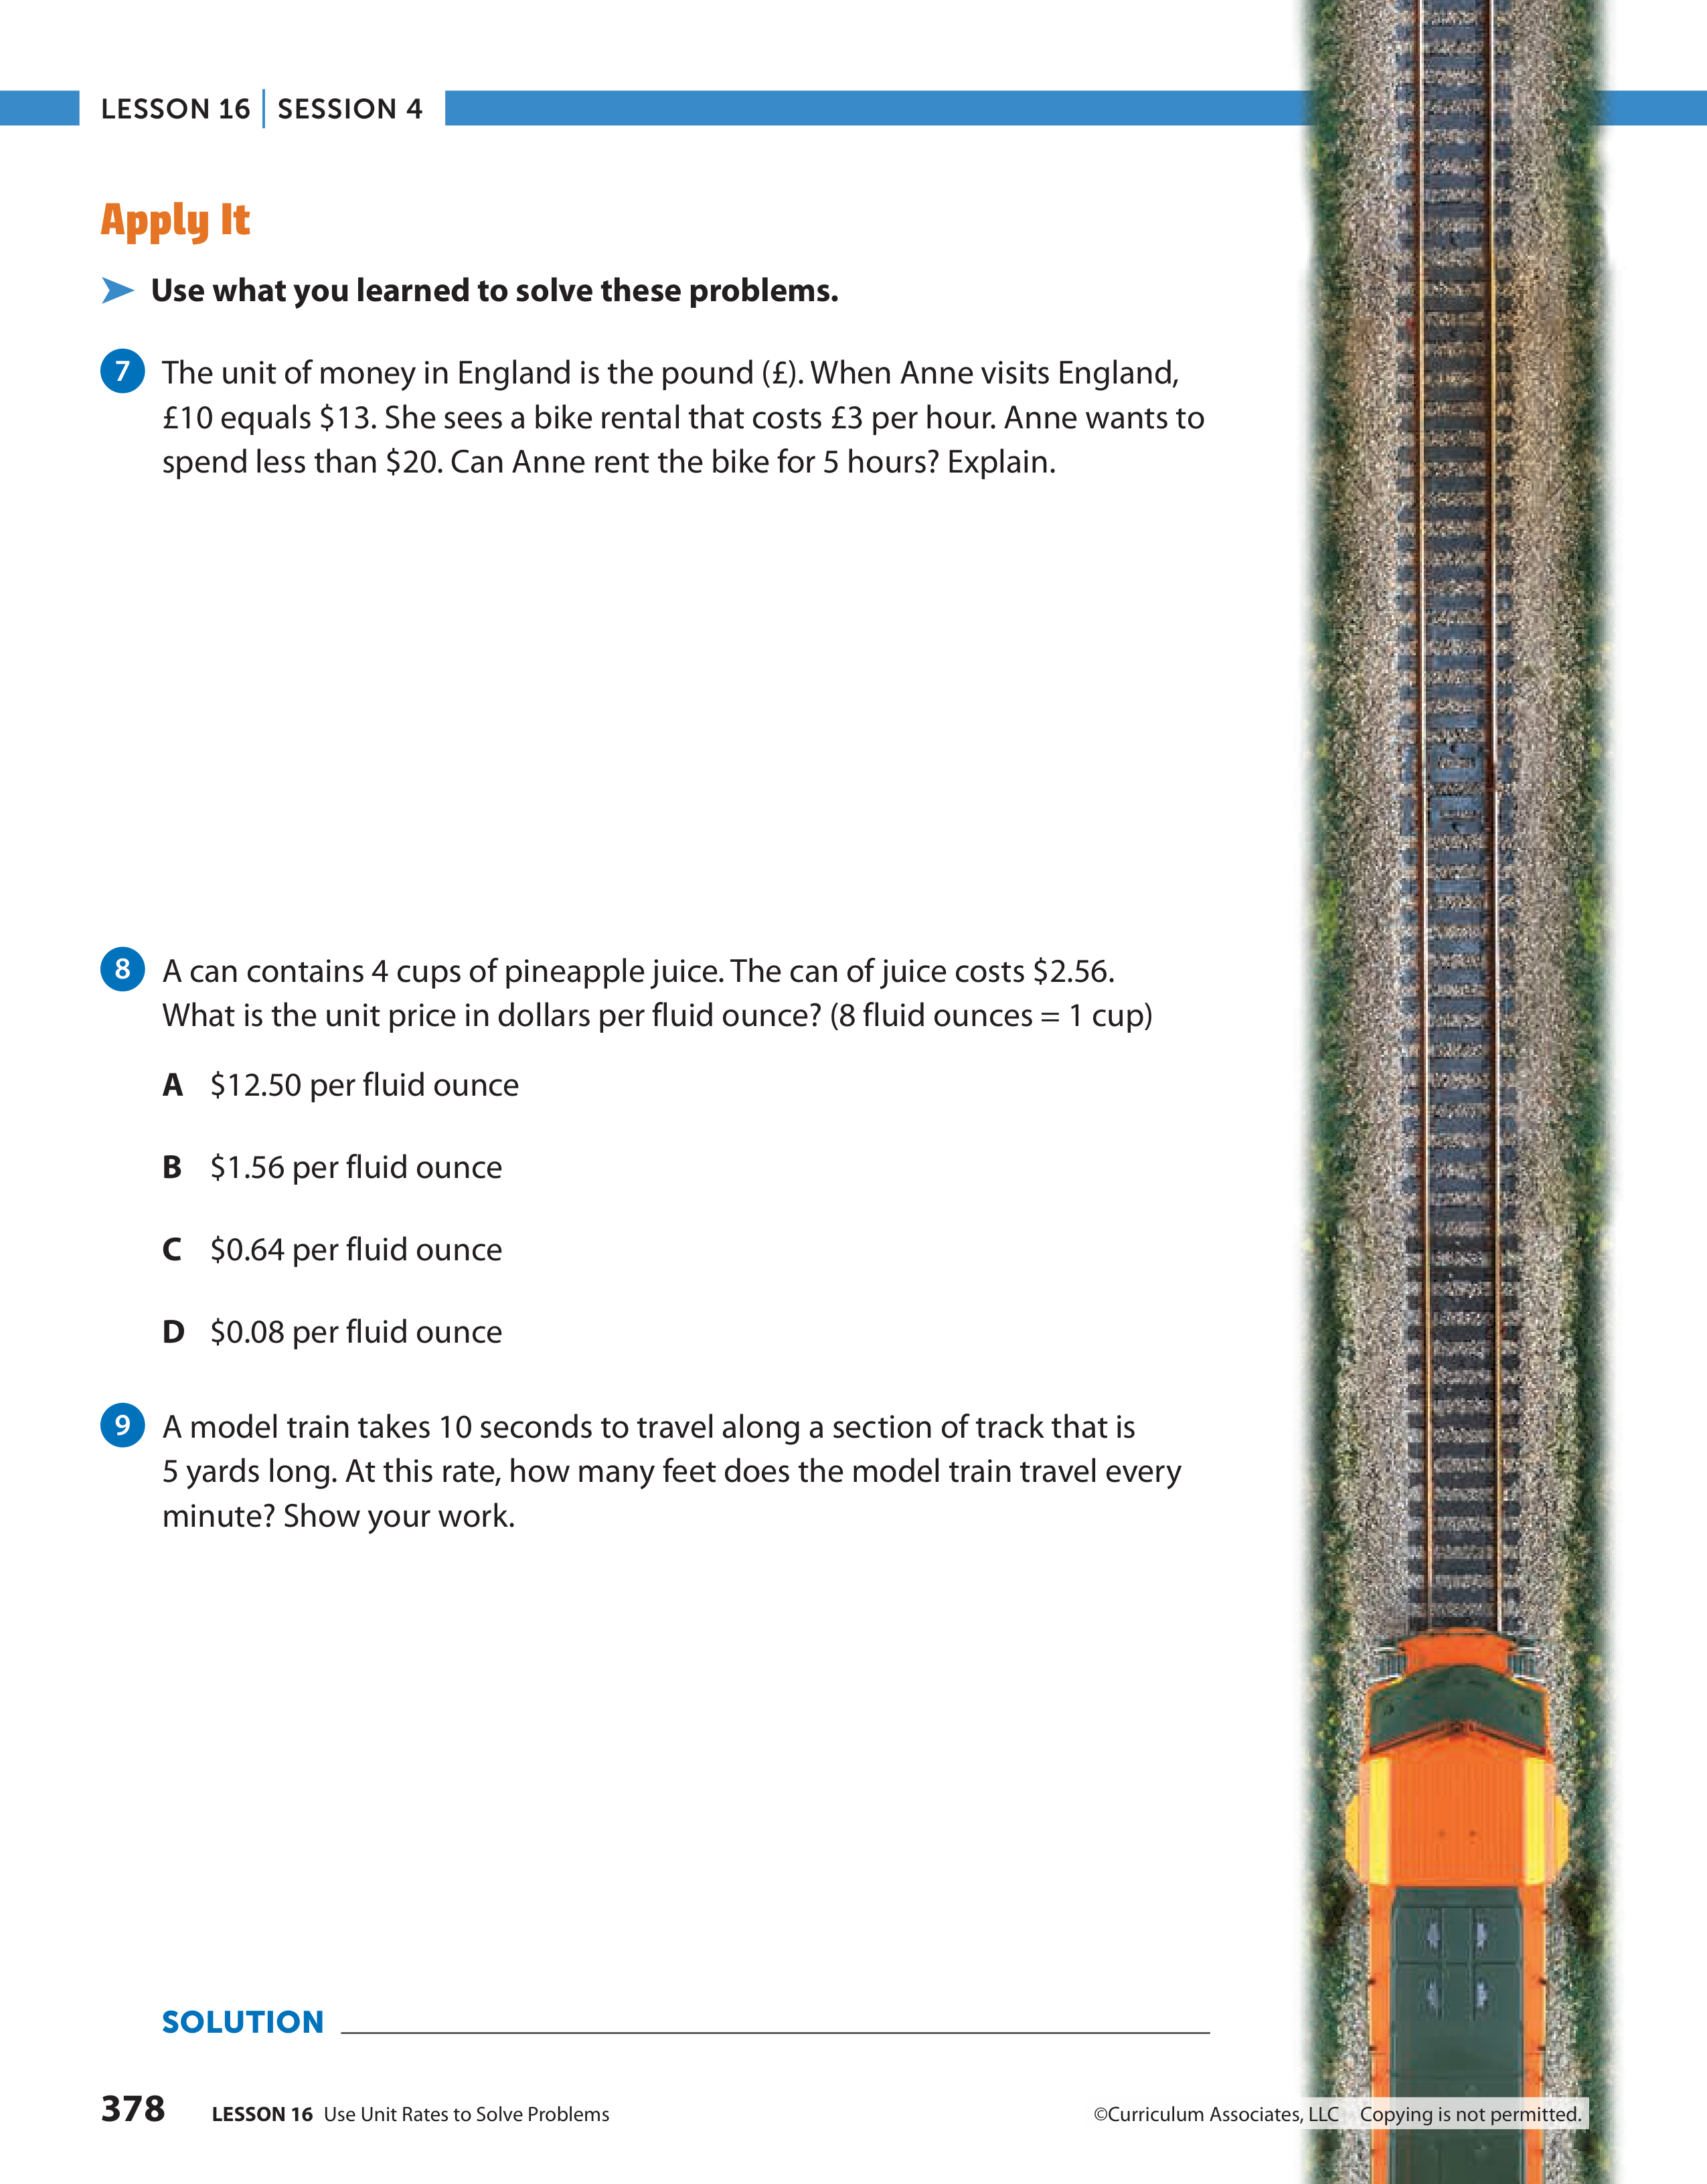 LESSON 16 | SESSION 4
Apply It
Use what you learned to solve these problems.
7 The unit of money in England is the pound (£). When Anne visits England,
£10 equals $13. She sees a bike rental that costs £3 per hour. Anne wants to
spend less than $20. Can Anne rent the bike for 5 hours? Explain.
8 A can contains 4 cups of pineapple juice. The can of juice costs $2.56.
What is the unit price in dollars per fluid ounce? (8 fluid ounces = 1 cup)
A $12.50 per fluid ounce
B $1.56 per fluid ounce
C $0.64 per fluid ounce
D $0.08 per fluid ounce
9 A model train takes 10 seconds to travel along a section of track that is
5 yards long. At this rate, how many feet does the model train travel every
minute? Show your work.
SOLUTION
378 LESSON 16 Use Unit Rates to Solve Problems
©Curriculum Associates, LLC Copying is not permitted.